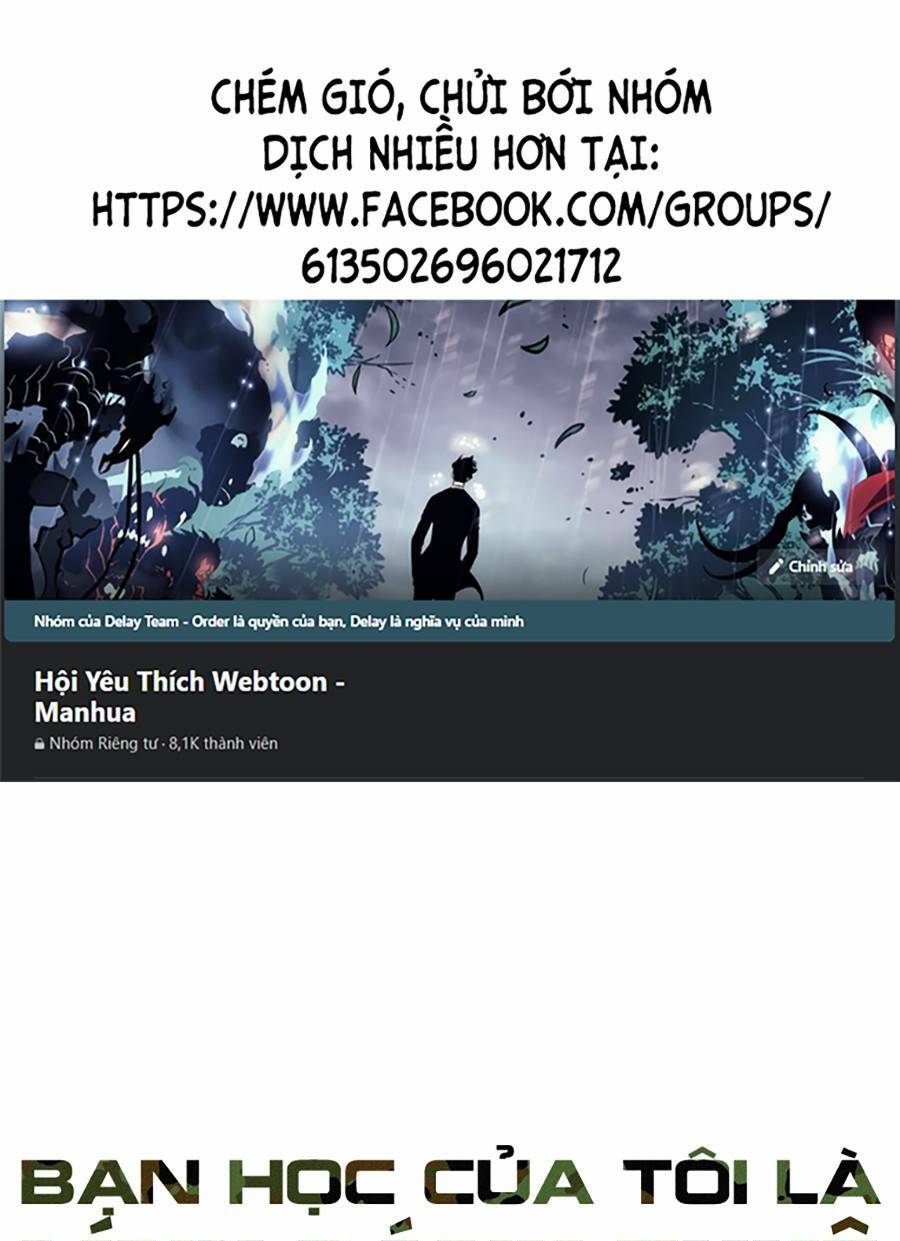 CHÉM GIÓ, CHỬI BỚI NHÓM
DỊCH NHIỀU HƠN TẠI:
HTTPS://WWW.FACEBOOK.COM/GROUPS/
613502696021712
Chỉnh sửa
Nhóm của Delay Team - Order là quyền của bạn, Delay là nghĩa vụ của mình
Hội Yêu Thích Webtoon -
Manhua
Nhóm Riêng tư · 8,1K thành viên
BẠN HỌC CỦA TÔI LÀ